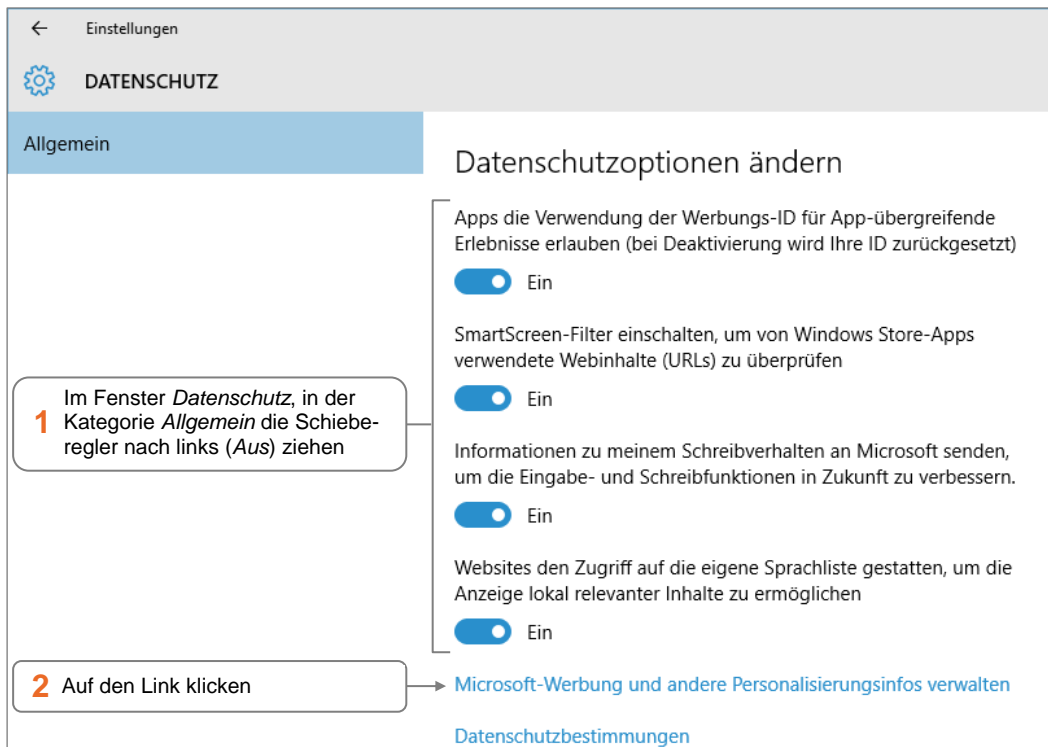 Einstellungen
DATENSCHUTZ
Allgemein
Datenschutzoptionen ändern
Apps die Verwendung der Werbungs-ID für App-übergreifende
Erlebnisse erlauben (bei Deaktivierung wird Ihre ID zurückgesetzt)
Ein
SmartScreen-Filter einschalten, um von Windows Store-Apps
verwendete Webinhalte (URLs) zu überprüfen
Ein
1 Im Fenster Datenschutz, in der
Kategorie Allgemein die Schiebe-
regler nach links (Aus) ziehen
Informationen zu meinem Schreibverhalten an Microsoft senden,
um die Eingabe- und Schreibfunktionen in Zukunft zu verbessern.
Ein
Websites den Zugriff auf die eigene Sprachliste gestatten, um die
Anzeige lokal relevanter Inhalte zu ermöglichen
Ein
2 Auf den Link klicken
Microsoft-Werbung und andere Personalisierungsinfos verwalten
Datenschutzbestimmungen